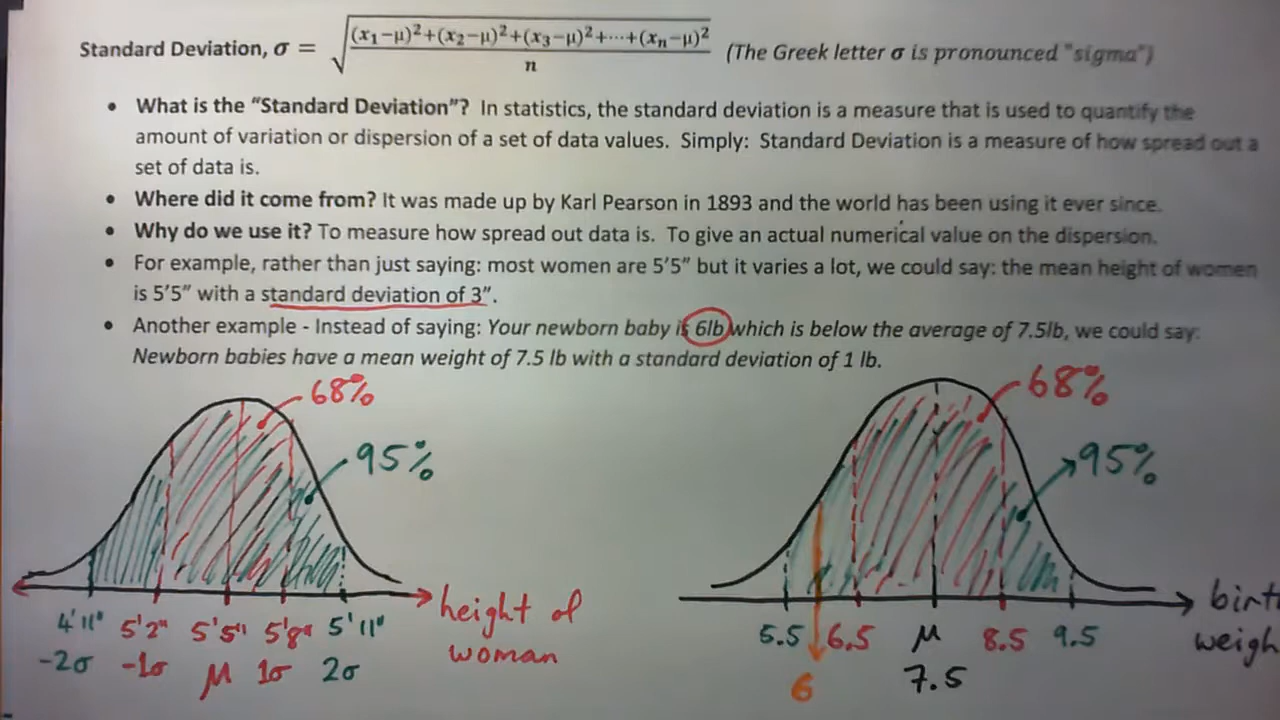 Standard Deviation, σ = √((x₁−μ)²+(x₂−μ)²+(x₃−μ)²+⋯+(xₙ−μ)² / n) (The Greek letter σ is pronounced "sigma")
• What is the “Standard Deviation”? In statistics, the standard deviation is a measure that is used to quantify the
amount of variation or dispersion of a set of data values. Simply: Standard Deviation is a measure of how spread out a
set of data is.
• Where did it come from? It was made up by Karl Pearson in 1893 and the world has been using it ever since.
• Why do we use it? To measure how spread out data is. To give an actual numerical value on the dispersion.
• For example, rather than just saying: most women are 5’5” but it varies a lot, we could say: the mean height of women
is 5’5” with a standard deviation of 3”.
• Another example - Instead of saying: Your newborn baby is 6lb which is below the average of 7.5lb, we could say:
Newborn babies have a mean weight of 7.5 lb with a standard deviation of 1 lb.
68%
95%
4'11" 5'2" 5'5" 5'8" 5'11"
-2σ -1σ μ 1σ 2σ
height of
woman
68%
95%
5.5 6.5 μ 8.5 9.5
6 7.5
birt
weigh